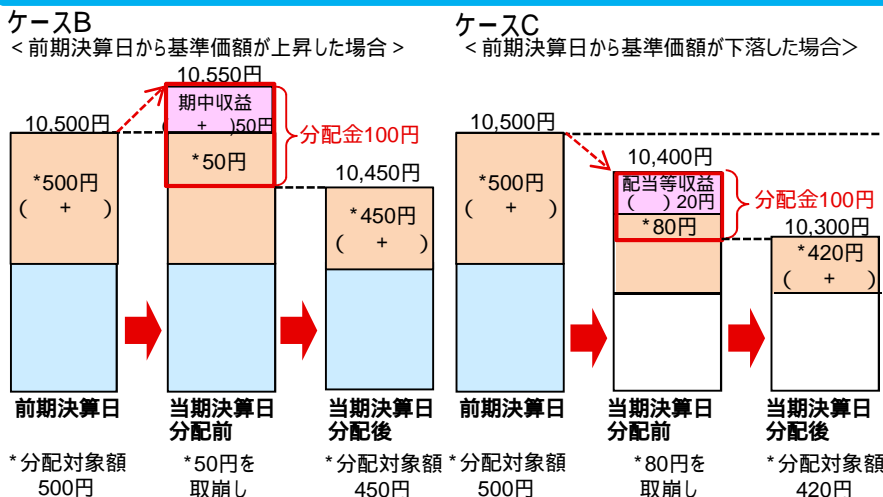 ケースB
＜前期決算日から基準価額が上昇した場合＞
10,550円
期中収益
( + )50円
10,500円
分配金100円
*50円
10,450円
*500円
( + )
*450円
( + )
前期決算日
当期決算日
分配前
当期決算日
分配後
*分配対象額
500円
*50円を
取崩し
*分配対象額
450円
ケースC
＜前期決算日から基準価額が下落した場合＞
10,500円
10,400円
*500円
( + )
配当等収益
( ) 20円
分配金100円
*80円
10,300円
*420円
( + )
前期決算日
当期決算日
分配前
当期決算日
分配後
*分配対象額
500円
*80円を
取崩し
*分配対象額
420円